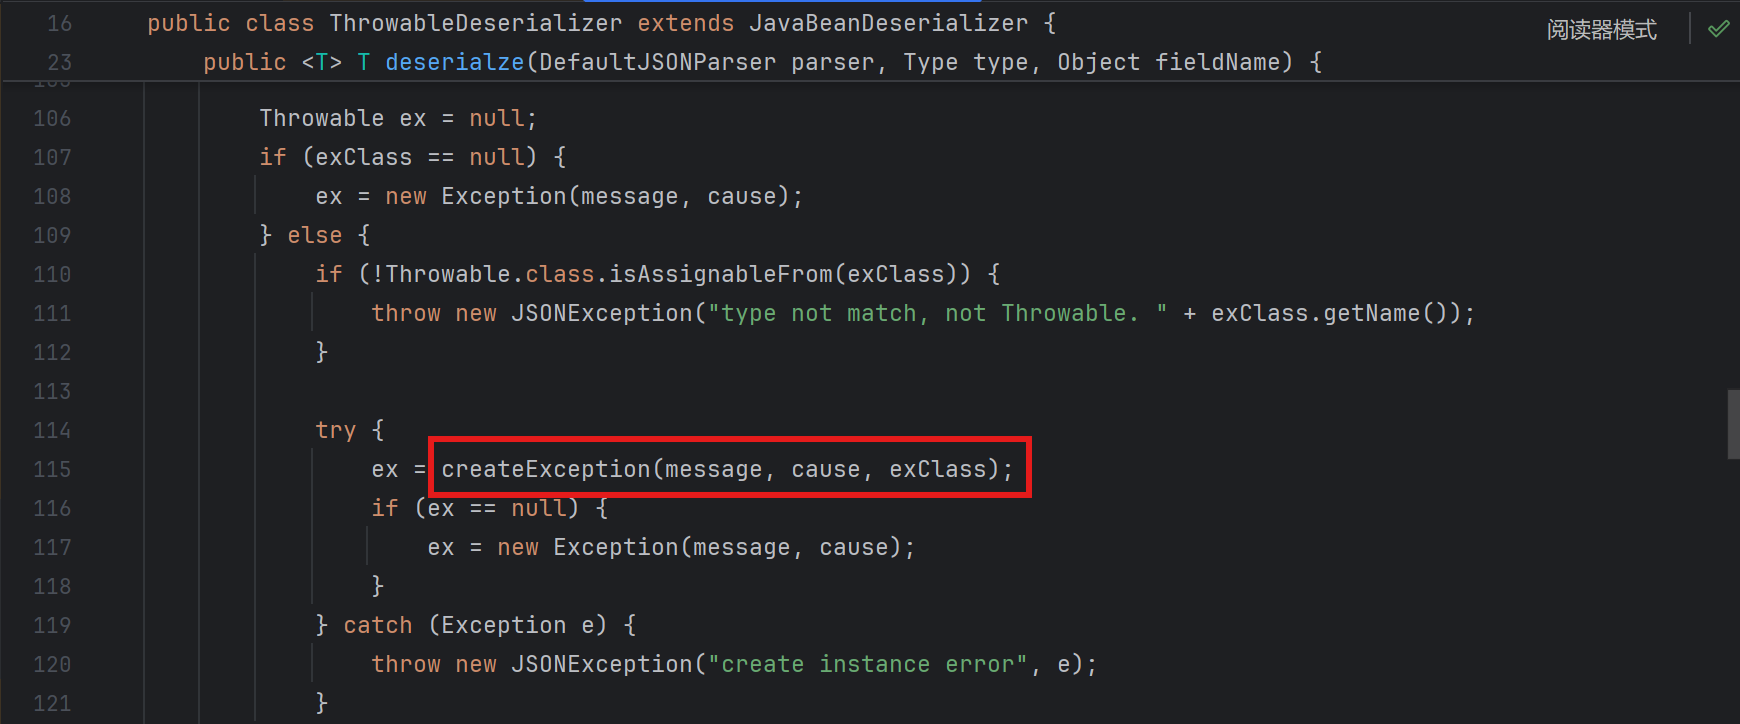 16 public class ThrowableDeserializer extends JavaBeanDeserializer {
阅读器模式
23 public <T> T deserialze(DefaultJSONParser parser, Type type, Object fieldName) {
106 Throwable ex = null;
107 if (exClass == null) {
108 ex = new Exception(message, cause);
109 } else {
110 if (!Throwable.class.isAssignableFrom(exClass)) {
111 throw new JSONException("type not match, not Throwable. " + exClass.getName());
112 }
113
114 try {
115 ex = createException(message, cause, exClass);
116 if (ex == null) {
117 ex = new Exception(message, cause);
118 }
119 } catch (Exception e) {
120 throw new JSONException("create instance error", e);
121 }